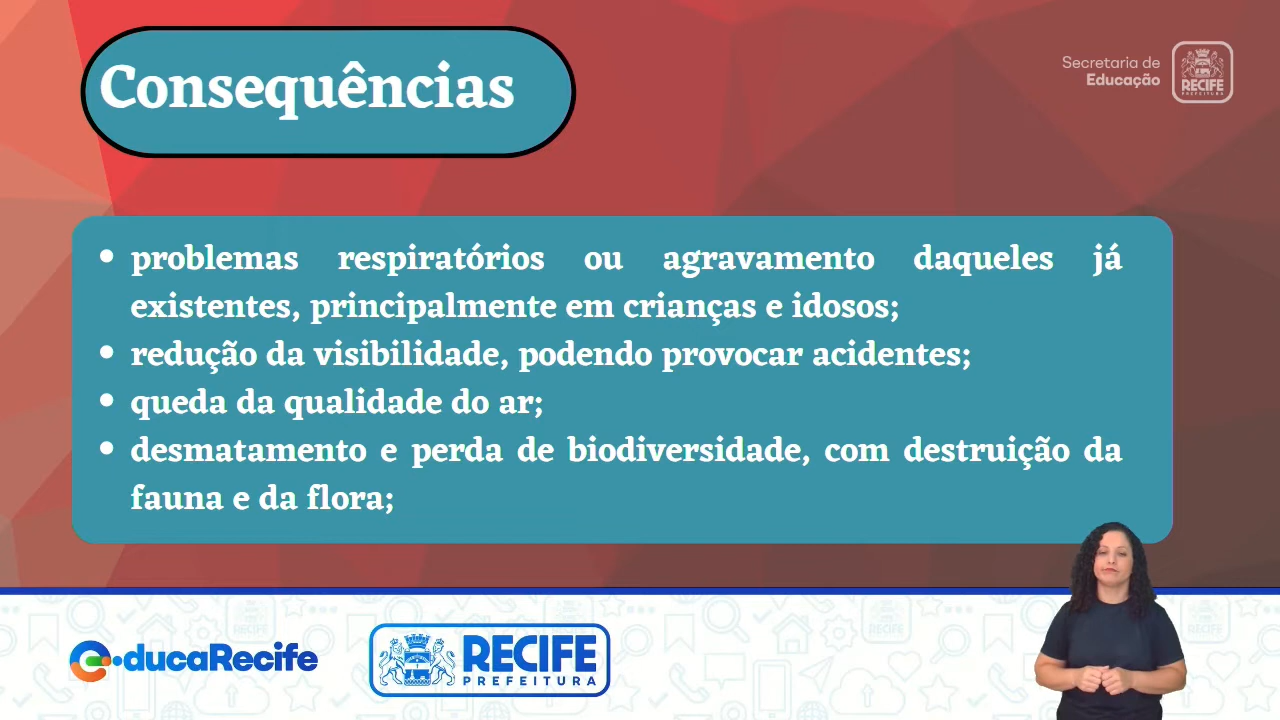 Consequências
Secretaria de
Educação
RECIFE
PREFEITURA
• problemas respiratórios ou agravamento daqueles já
existentes, principalmente em crianças e idosos;
• redução da visibilidade, podendo provocar acidentes;
• queda da qualidade do ar;
• desmatamento e perda de biodiversidade, com destruição da
fauna e da flora;
EducaRecife
RECIFE
PREFEITURA